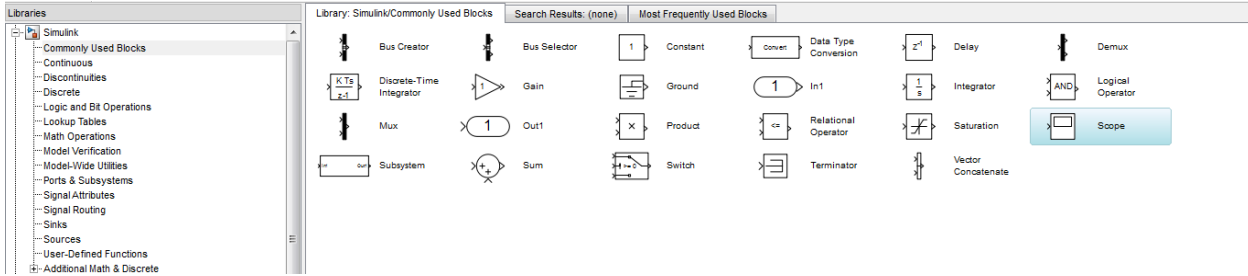 Libraries
Library: Simulink/Commonly Used Blocks
Search Results: (none)
Most Frequently Used Blocks
Simulink
Commonly Used Blocks
Continuous
Discontinuities
Discrete
Logic and Bit Operations
Lookup Tables
Math Operations
Model Verification
Model-Wide Utilities
Ports & Subsystems
Signal Attributes
Signal Routing
Sinks
Sources
User-Defined Functions
Additional Math & Discrete
Bus Creator
Bus Selector
1
Constant
Convert
Data Type
Conversion
z-1
Delay
Demux
K Ts
z-1
Discrete-Time
Integrator
1
Gain
Ground
1
In1
1
s
Integrator
AND
Logical
Operator
Mux
1
Out1
×
Product
<=
Relational
Operator
Saturation
Scope
Subsystem
+
+
Sum
Switch
Terminator
Vector
Concatenate